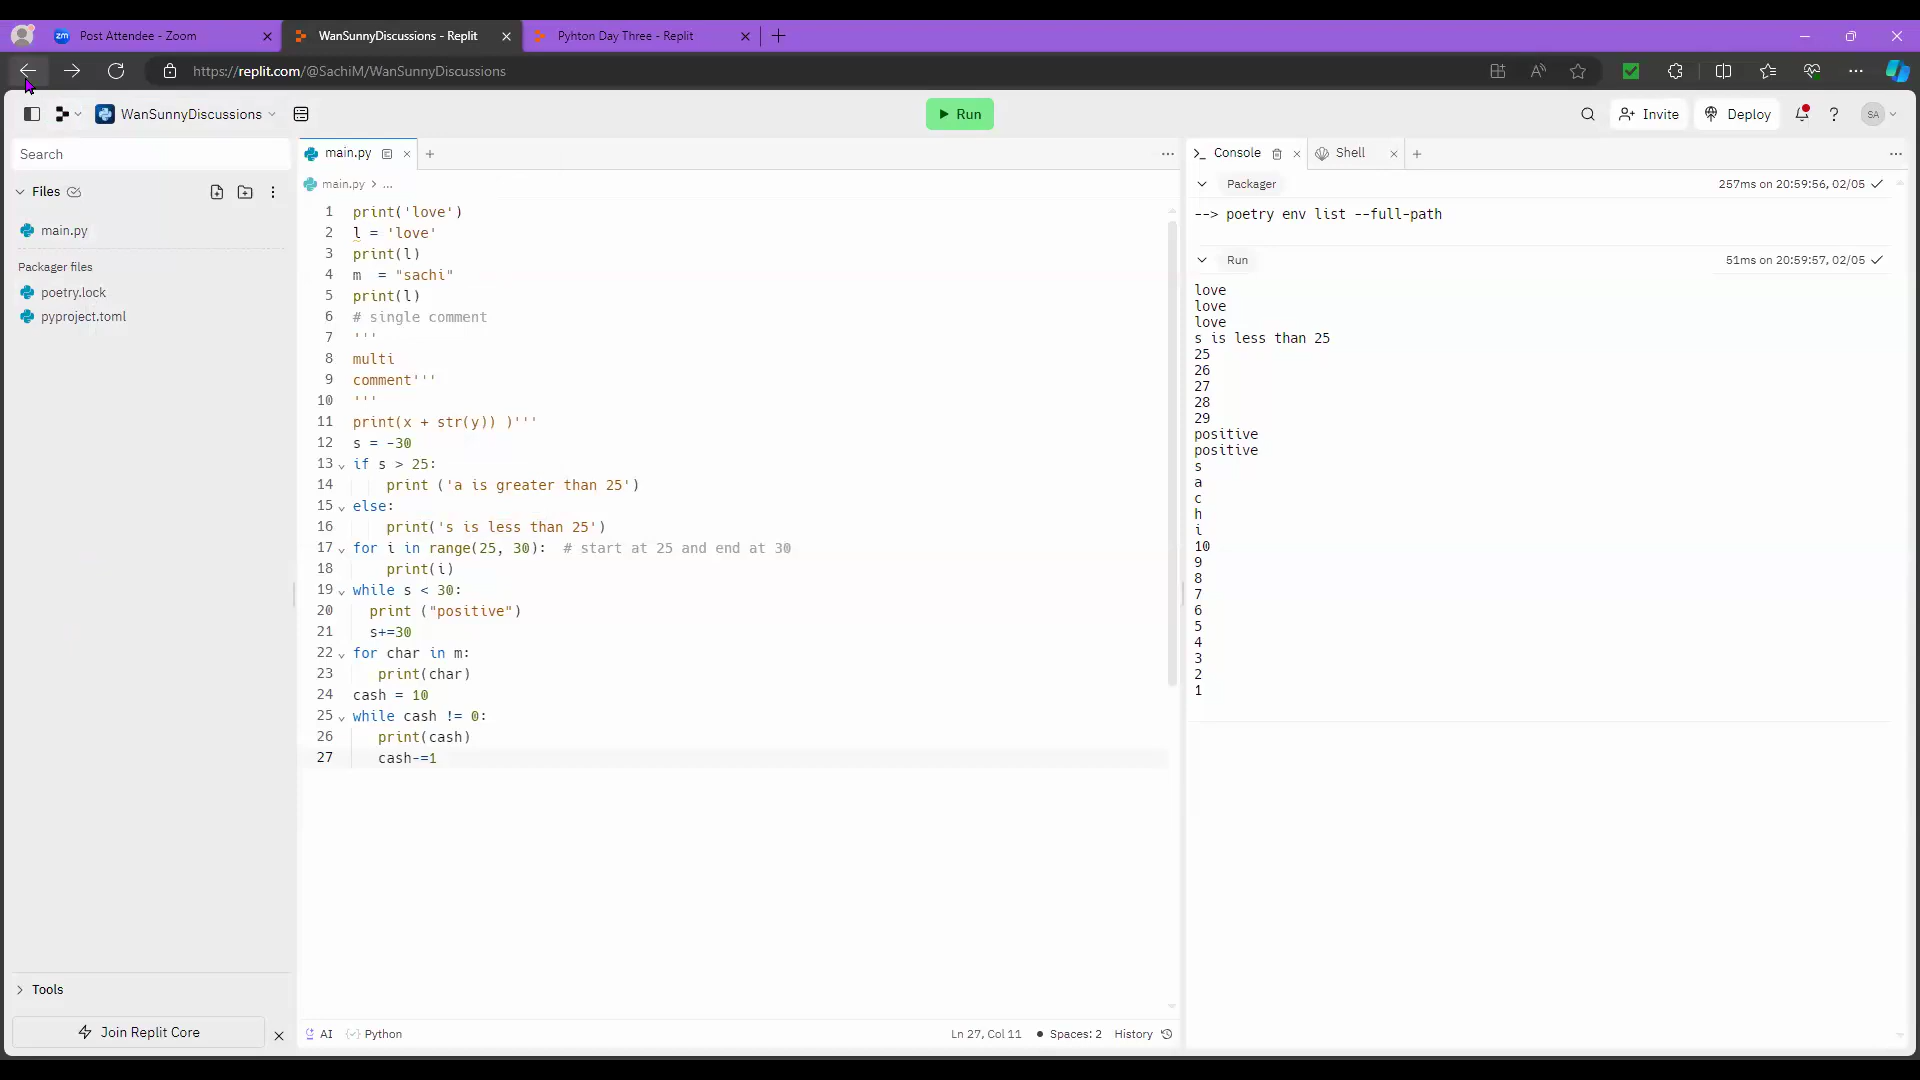 Post Attendee - Zoom
WanSunnyDiscussions - Replit
Pyhton Day Three - Replit
https://replit.com/@SachiM/WanSunnyDiscussions
WanSunnyDiscussions
Run
Invite
Deploy
SA
Search
Files
main.py
Packager files
poetry.lock
pyproject.toml
Tools
Join Replit Core
main.py
main.py > ...
1 print('love')
2 l = 'love'
3 print(l)
4 m  = "sachi"
5 print(l)
6 # single comment
7 '''
8 multi
9 comment'''
10 '''
11 print(x + str(y)) )'''
12 s = -30
13 if s > 25:
14     print ('a is greater than 25')
15 else:
16     print('s is less than 25')
17 for i in range(25, 30):  # start at 25 and end at 30
18     print(i)
19 while s < 30:
20   print ("positive")
21   s+=30
22 for char in m:
23    print(char)
24 cash = 10
25 while cash != 0:
26    print(cash)
27    cash-=1
AI
Python
Ln 27, Col 11
Spaces: 2
History
Console
Shell
Packager
257ms on 20:59:56, 02/05
--> poetry env list --full-path
Run
51ms on 20:59:57, 02/05
love
love
love
s is less than 25
25
26
27
28
29
positive
positive
s
a
c
h
i
10
9
8
7
6
5
4
3
2
1